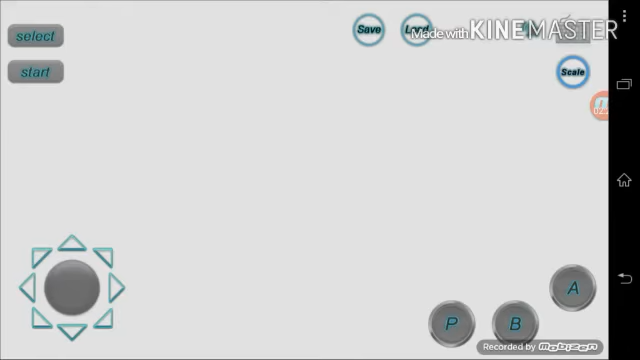 select
Save
Load
Made with KINEMASTER
start
Scale
A
P
B
Recorded by mobizen